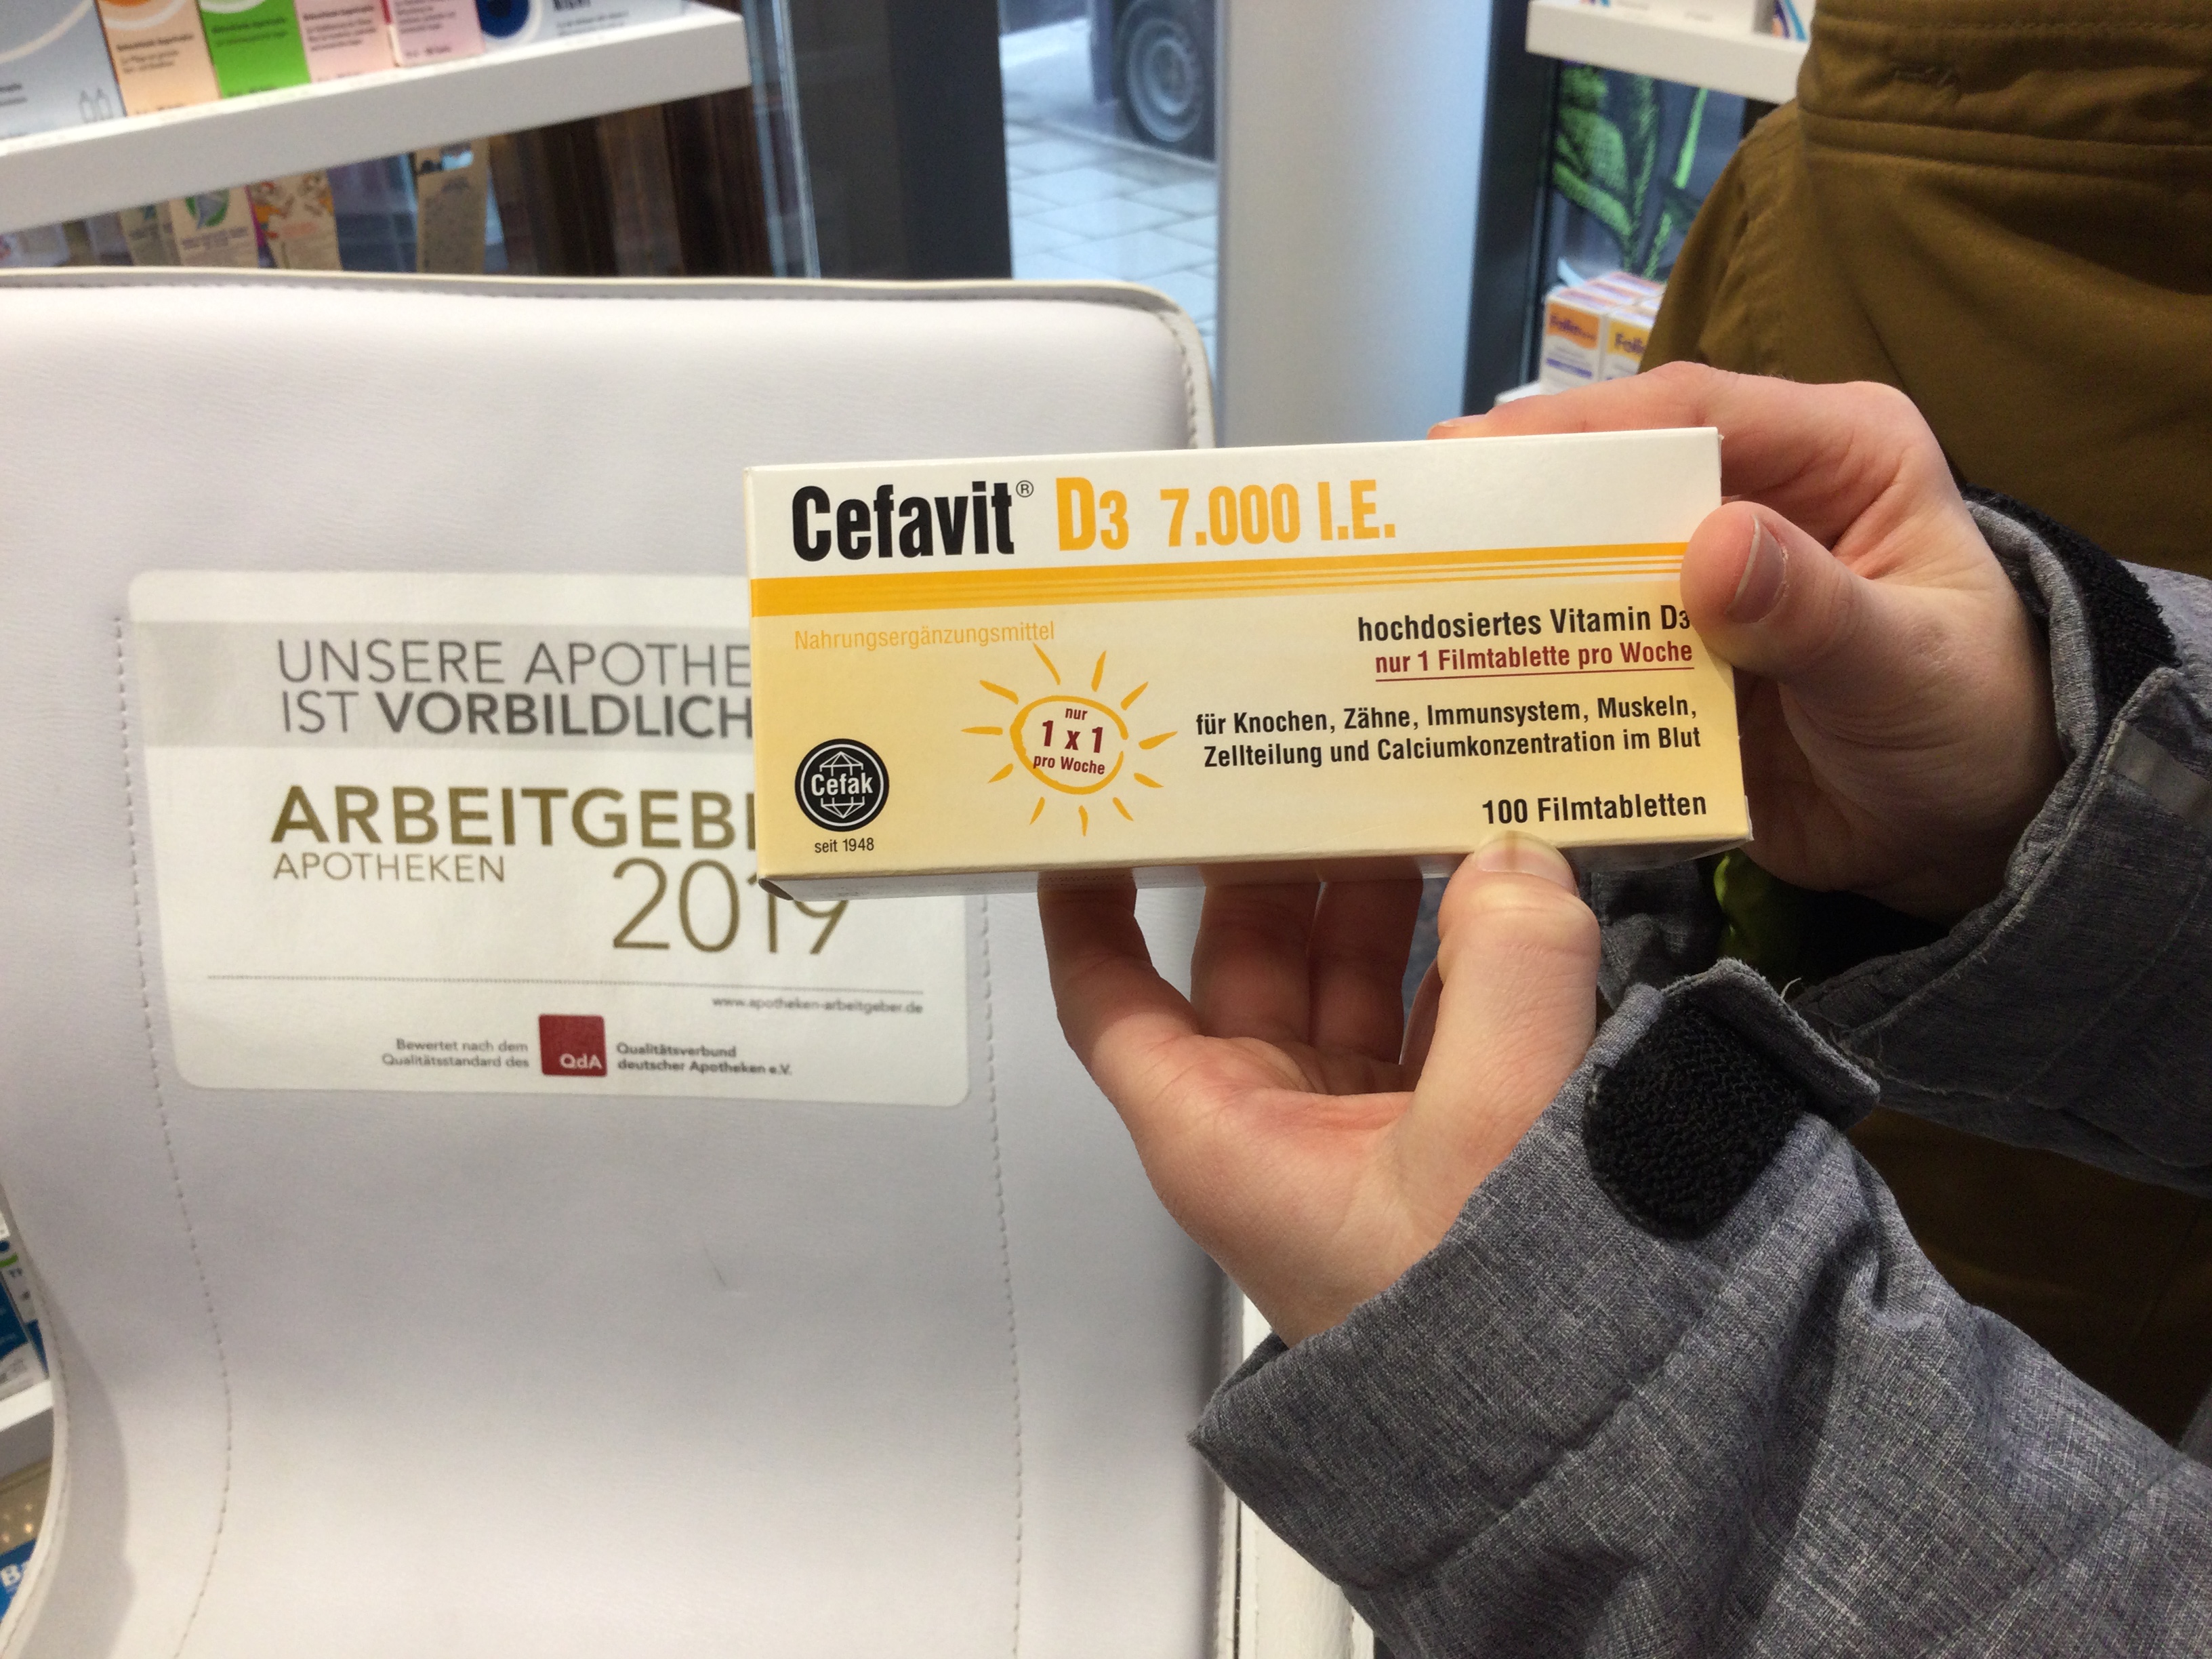 Cefavit® D3 7.000 I.E.
Nahrungsergänzungsmittel
hochdosiertes Vitamin D3
nur 1 Filmtablette pro Woche
nur
1 x 1
pro Woche
für Knochen, Zähne, Immunsystem, Muskeln,
Zellteilung und Calciumkonzentration im Blut
100 Filmtabletten
Cefak
seit 1948
UNSERE APOTHE
IST VORBILDLICH
ARBEITGEB
APOTHEKEN
2019
www.apotheken-arbeitgeber.de
Bewertet nach dem
Qualitätsstandard des
QdA
Qualitätsverbund
deutscher Apotheken e.V.